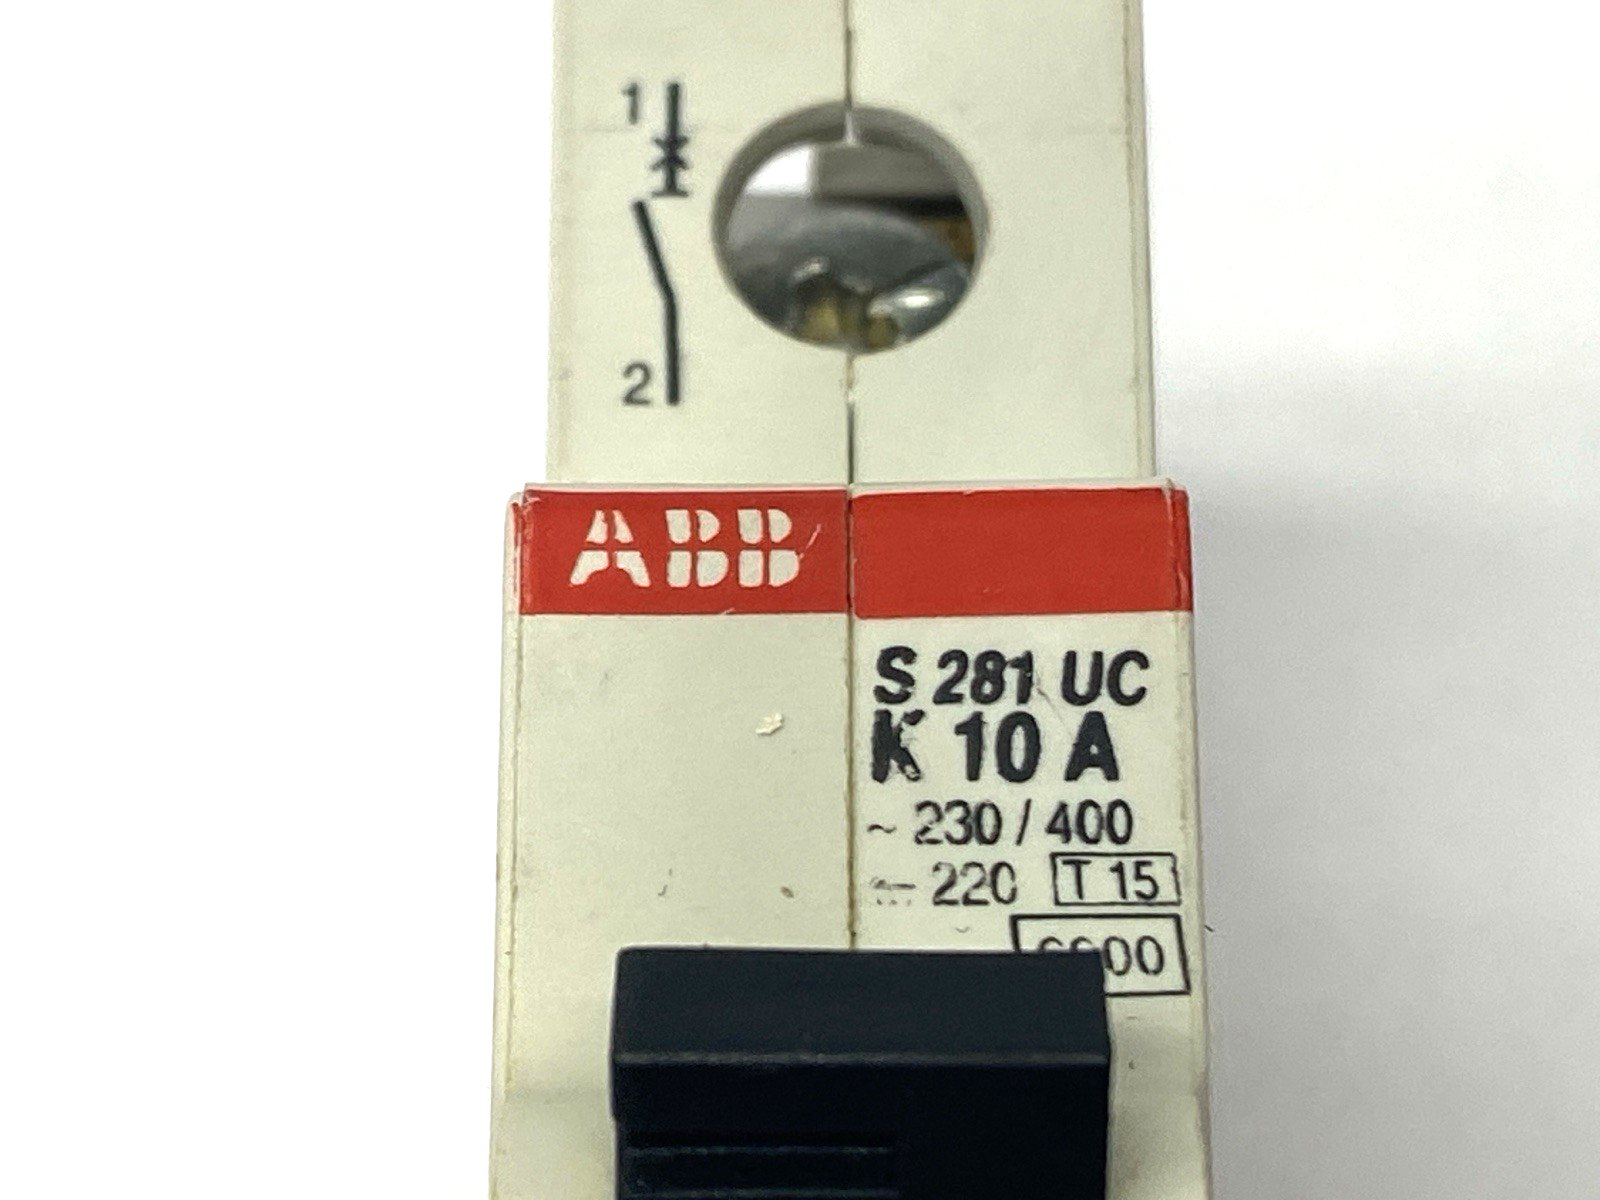 1
2
ABB
S 281 UC
K 10 A
~ 230 / 400
⎓ 220 T 15